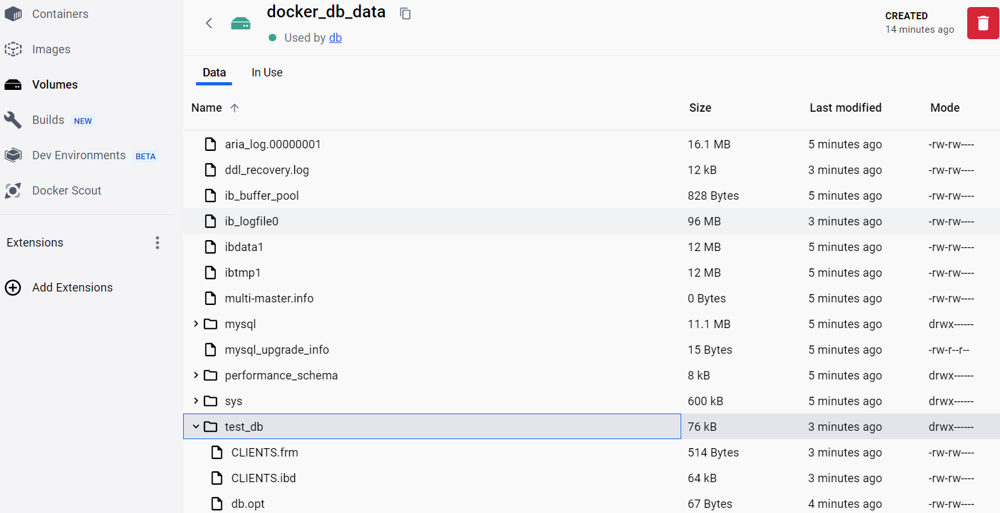 Containers
Images
Volumes
Builds NEW
Dev Environments BETA
Docker Scout
Extensions
Add Extensions
docker_db_data
Used by db
CREATED
14 minutes ago
Data In Use
Name Size Last modified Mode
aria_log.00000001 16.1 MB 5 minutes ago -rw-rw----
ddl_recovery.log 12 kB 3 minutes ago -rw-rw----
ib_buffer_pool 828 Bytes 5 minutes ago -rw-rw----
ib_logfile0 96 MB 3 minutes ago -rw-rw----
ibdata1 12 MB 5 minutes ago -rw-rw----
ibtmp1 12 MB 5 minutes ago -rw-rw----
multi-master.info 0 Bytes 5 minutes ago -rw-rw----
mysql 11.1 MB 5 minutes ago drwx------
mysql_upgrade_info 15 Bytes 5 minutes ago -rw-r--r--
performance_schema 8 kB 5 minutes ago drwx------
sys 600 kB 5 minutes ago drwx------
test_db 76 kB 3 minutes ago drwx------
CLIENTS.frm 514 Bytes 3 minutes ago -rw-rw----
CLIENTS.ibd 64 kB 3 minutes ago -rw-rw----
db.opt 67 Bytes 4 minutes ago -rw-rw----